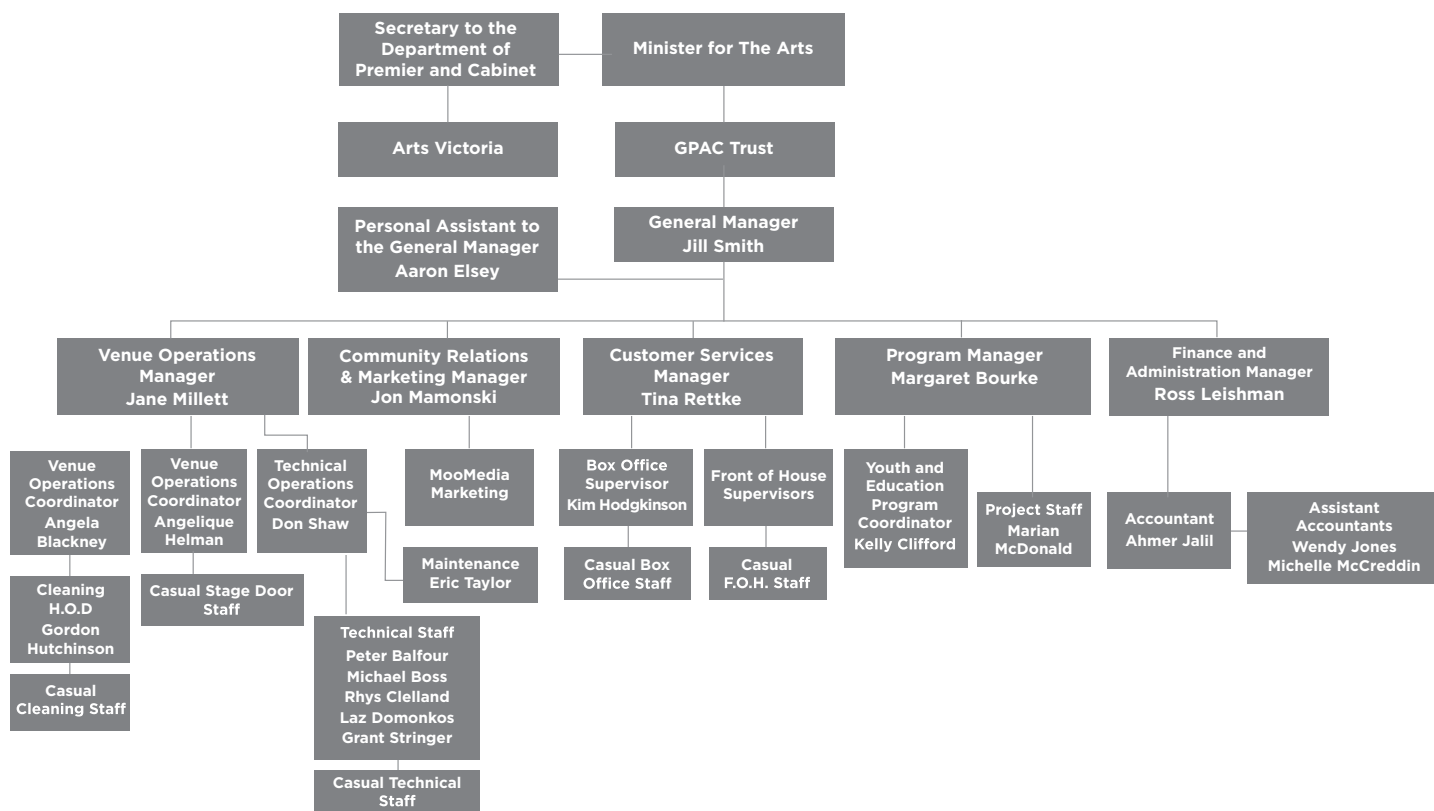 Secretary to the
Department of
Premier and Cabinet
Minister for The Arts
Arts Victoria
GPAC Trust
Personal Assistant to
the General Manager
Aaron Elsey
General Manager
Jill Smith
Venue Operations
Manager
Jane Millett
Community Relations
& Marketing Manager
Jon Mamonski
Customer Services
Manager
Tina Rettke
Program Manager
Margaret Bourke
Finance and
Administration Manager
Ross Leishman
Venue
Operations
Coordinator
Angela
Blackney
Venue
Operations
Coordinator
Angelique
Helman
Technical
Operations
Coordinator
Don Shaw
MooMedia
Marketing
Box Office
Supervisor
Kim Hodgkinson
Front of House
Supervisors
Youth and
Education
Program
Coordinator
Kelly Clifford
Project Staff
Marian
McDonald
Accountant
Ahmer Jalil
Assistant
Accountants
Wendy Jones
Michelle McCreddin
Maintenance
Eric Taylor
Casual Box
Office Staff
Casual
F.O.H. Staff
Cleaning
H.O.D
Gordon
Hutchinson
Casual Stage Door
Staff
Technical Staff
Peter Balfour
Michael Boss
Rhys Clelland
Laz Domonkos
Grant Stringer
Casual
Cleaning Staff
Casual Technical
Staff